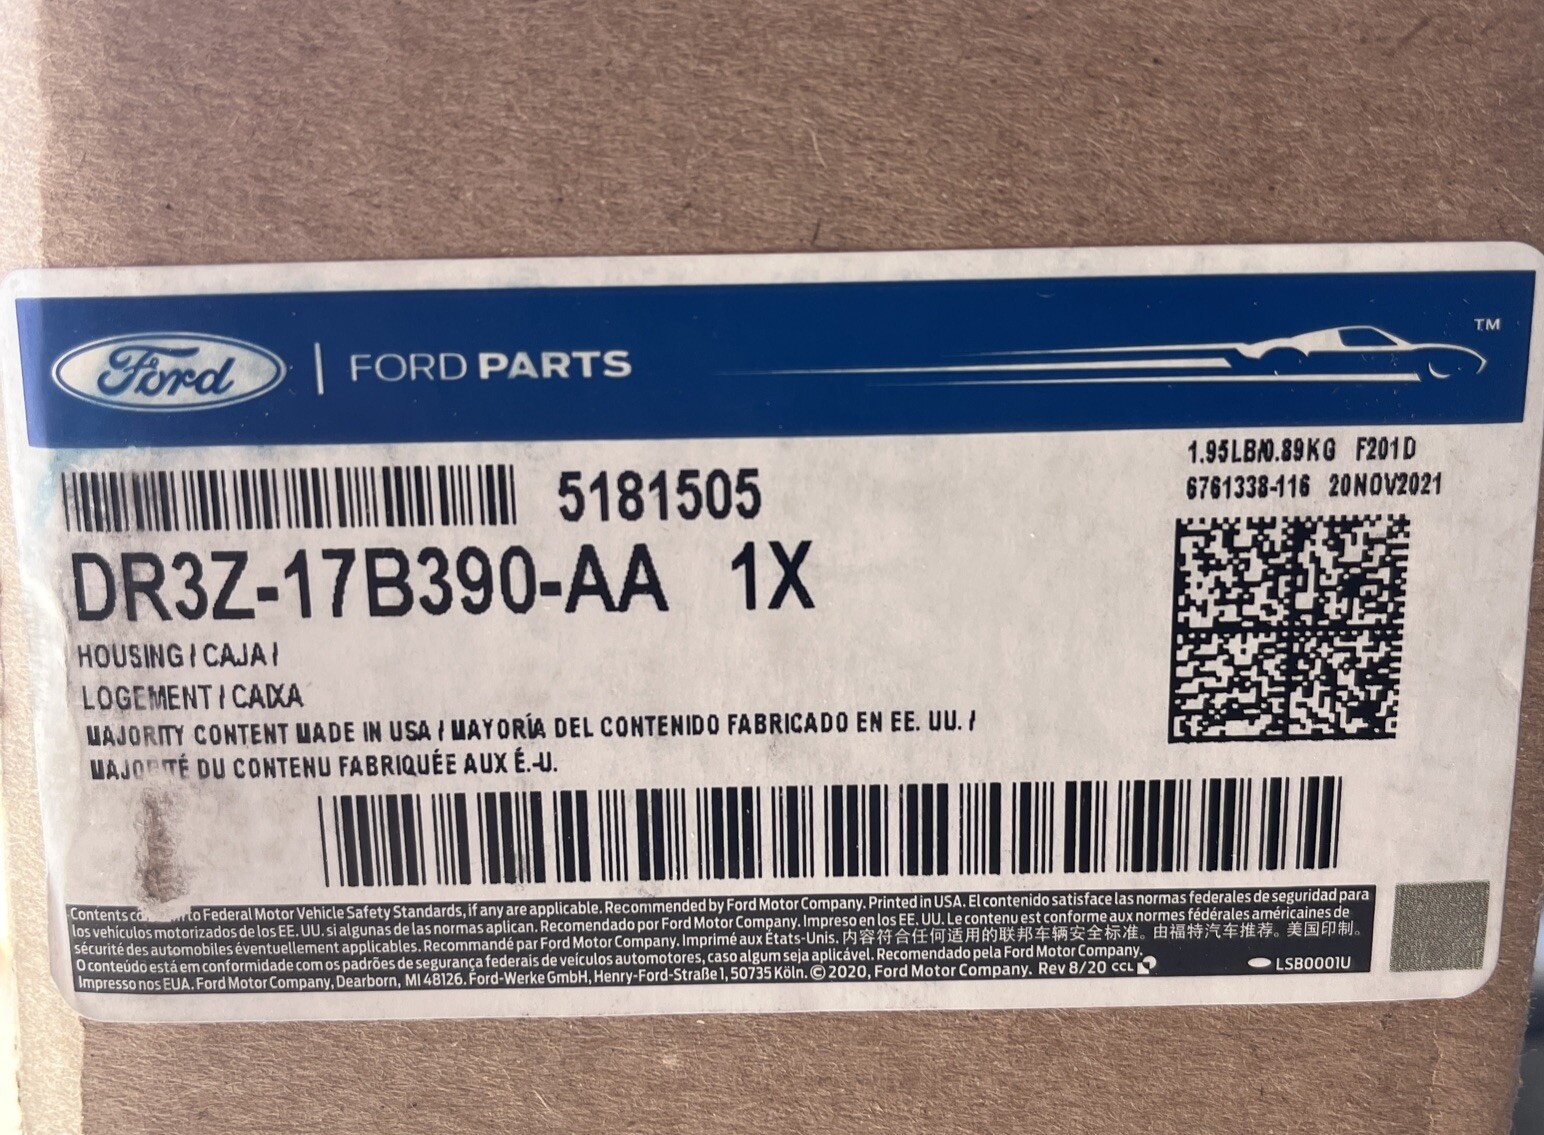 Ford | FORD PARTS
TM
1.95LB/0.89KG F201D
6761338-116 20NOV2021
5181505
DR3Z-17B390-AA 1X
HOUSING / CAJA /
LOGEMENT / CAIXA
MAJORITY CONTENT MADE IN USA / MAYORÍA DEL CONTENIDO FABRICADO EN EE. UU. /
MAJORITÉ DU CONTENU FABRIQUÉE AUX É.-U.
Contents to Federal Motor Vehicle Safety Standards, if any are applicable. Recommended by Ford Motor Company. Printed in USA. El contenido satisface las normas federales de seguridad para
los vehículos motorizados de los EE. UU. si algunas de las normas aplican. Recomendado por Ford Motor Company. Impreso en los EE. UU. Le contenu est conforme aux normes fédérales américaines de
sécurité des automobiles éventuellement applicables. Recommandé par Ford Motor Company. Imprimé aux États-Unis. 内容符合任何适用的联邦车辆安全标准。由福特汽车推荐。美国印制。
O conteúdo está em conformidade com os padrões de segurança federais de veículos automotores, caso algum seja aplicável. Recomendado pela Ford Motor Company.
Impresso nos EUA. Ford Motor Company, Dearborn, MI 48126. Ford-Werke GmbH, Henry-Ford-Straße 1, 50735 Köln. © 2020, Ford Motor Company. Rev 8/20 CCL
LSB0001U